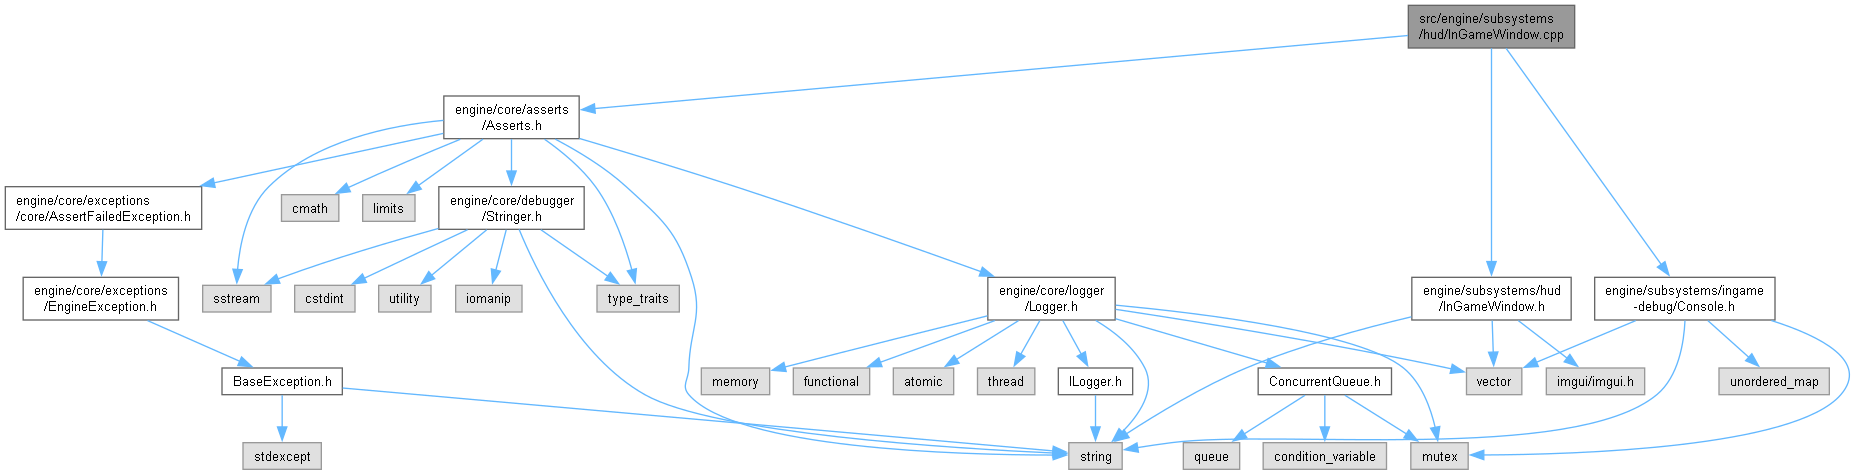 src/engine/subsystems
/hud/InGameWindow.cpp
engine/core/asserts
/Asserts.h
engine/core/exceptions
/core/AssertFailedException.h
cmath
limits
engine/core/debugger
/Stringer.h
engine/core/exceptions
/EngineException.h
sstream
cstdint
utility
iomanip
type_traits
engine/core/logger
/Logger.h
engine/subsystems/hud
/InGameWindow.h
engine/subsystems/ingame
-debug/Console.h
BaseException.h
memory
functional
atomic
thread
ILogger.h
ConcurrentQueue.h
vector
imgui/imgui.h
unordered_map
stdexcept
string
queue
condition_variable
mutex